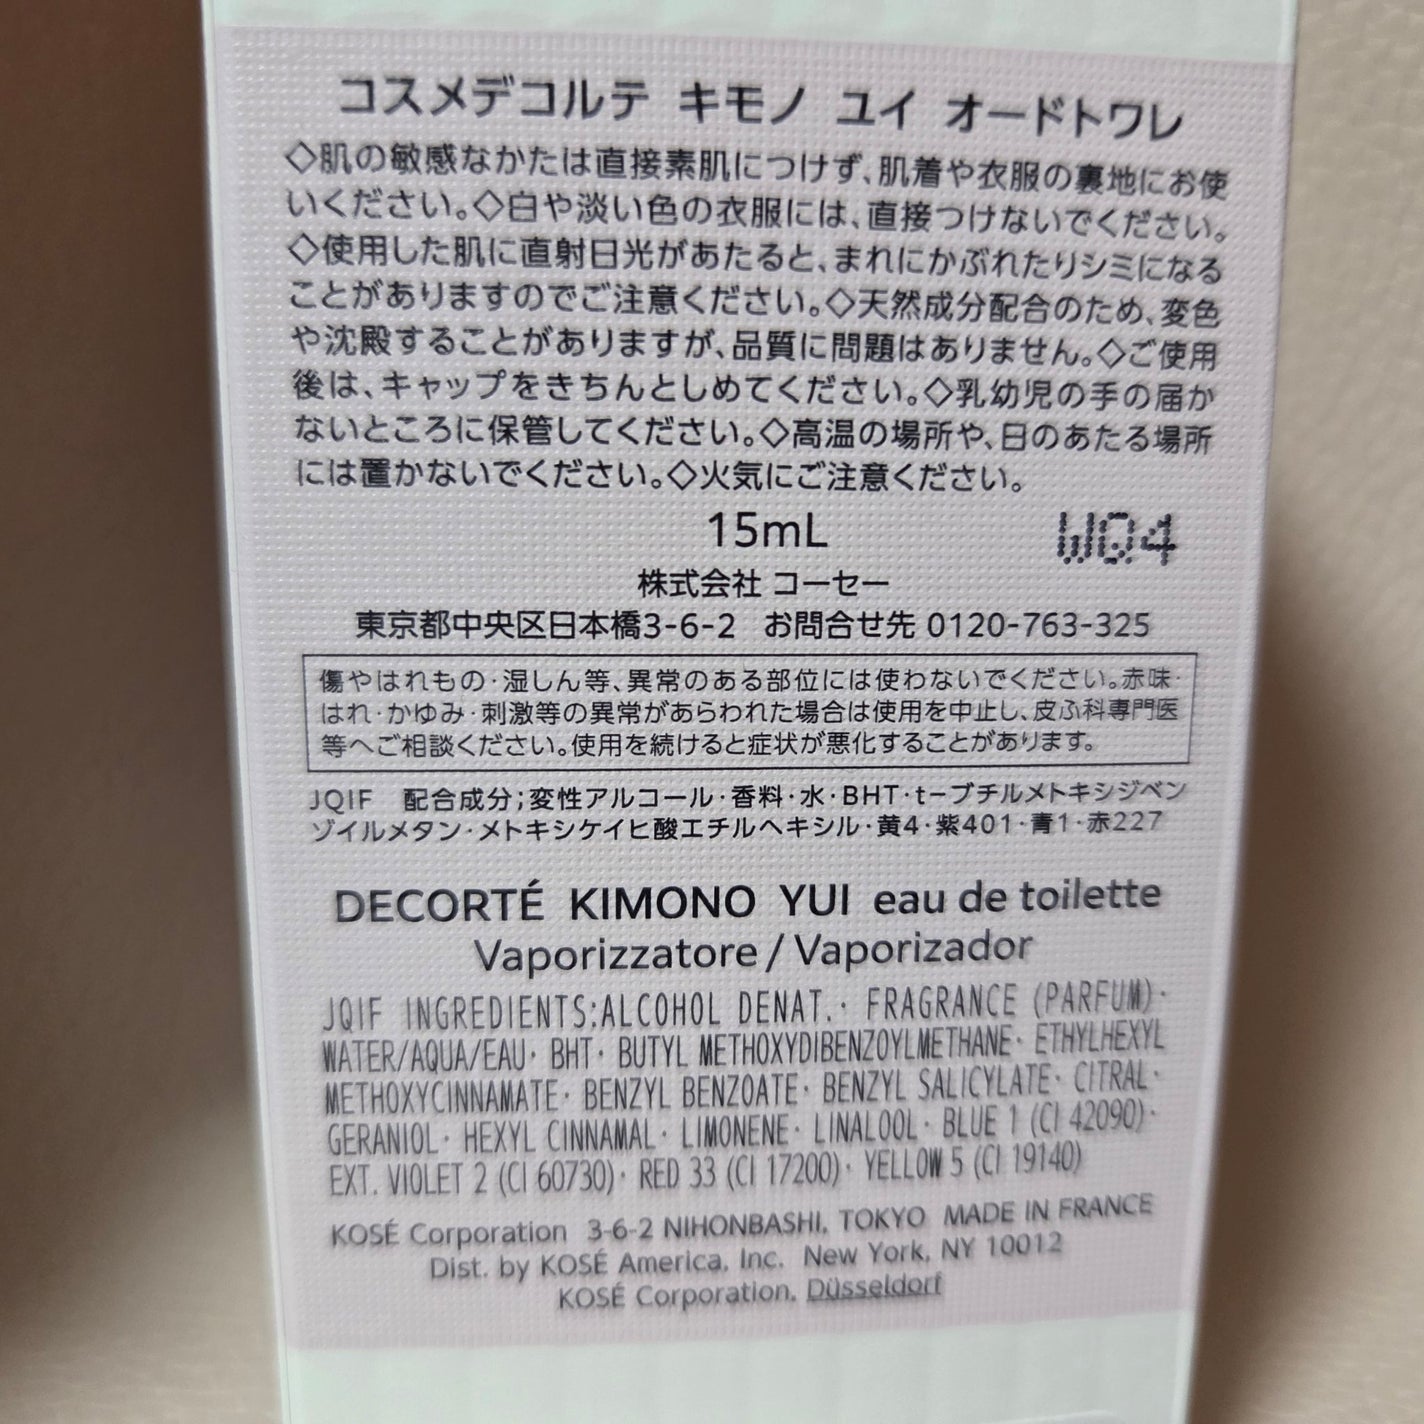 コスメデコルテ キモノ ユイ オードトワレ
◇肌の敏感なかたは直接素肌につけず、肌着や衣服の裏地にお使
いください。◇白や淡い色の衣服には、直接つけないでください。
◇使用した肌に直射日光があたると、まれにかぶれたりシミになる
ことがありますのでご注意ください。◇天然成分配合のため、変色
や沈殿することがありますが、品質に問題はありません。◇ご使用
後は、キャップをきちんとしめてください。◇乳幼児の手の届か
ないところに保管してください。◇高温の場所や、日のあたる場所
には置かないでください。◇火気にご注意ください。
15mL WQ4
株式会社 コーセー
東京都中央区日本橋3-6-2 お問合せ先 0120-763-325
傷やはれもの・湿しん等、異常のある部位には使わないでください。赤味・
はれ・かゆみ・刺激等の異常があらわれた場合は使用を中止し、皮ふ科専門医
等へご相談ください。使用を続けると症状が悪化することがあります。
JQIF 配合成分;変性アルコール・香料・水・BHT・t-ブチルメトキシジベン
ゾイルメタン・メトキシケイヒ酸エチルヘキシル・黄4・紫401・青1・赤227
DECORTÉ KIMONO YUI eau de toilette
Vaporizzatore / Vaporizador
JQIF INGREDIENTS:ALCOHOL DENAT.・ FRAGRANCE (PARFUM)・
WATER/AQUA/EAU・ BHT・ BUTYL METHOXYDIBENZOYLMETHANE・ ETHYLHEXYL
METHOXYCINNAMATE・ BENZYL BENZOATE・ BENZYL SALICYLATE・ CITRAL・
GERANIOL・ HEXYL CINNAMAL・ LIMONENE・ LINALOOL・ BLUE 1 (CI 42090)・
EXT. VIOLET 2 (CI 60730)・ RED 33 (CI 17200)・ YELLOW 5 (CI 19140)
KOSÉ Corporation 3-6-2 NIHONBASHI, TOKYO MADE IN FRANCE
Dist. by KOSÉ America, Inc. New York, NY 10012
KOSÉ Corporation, Düsseldorf